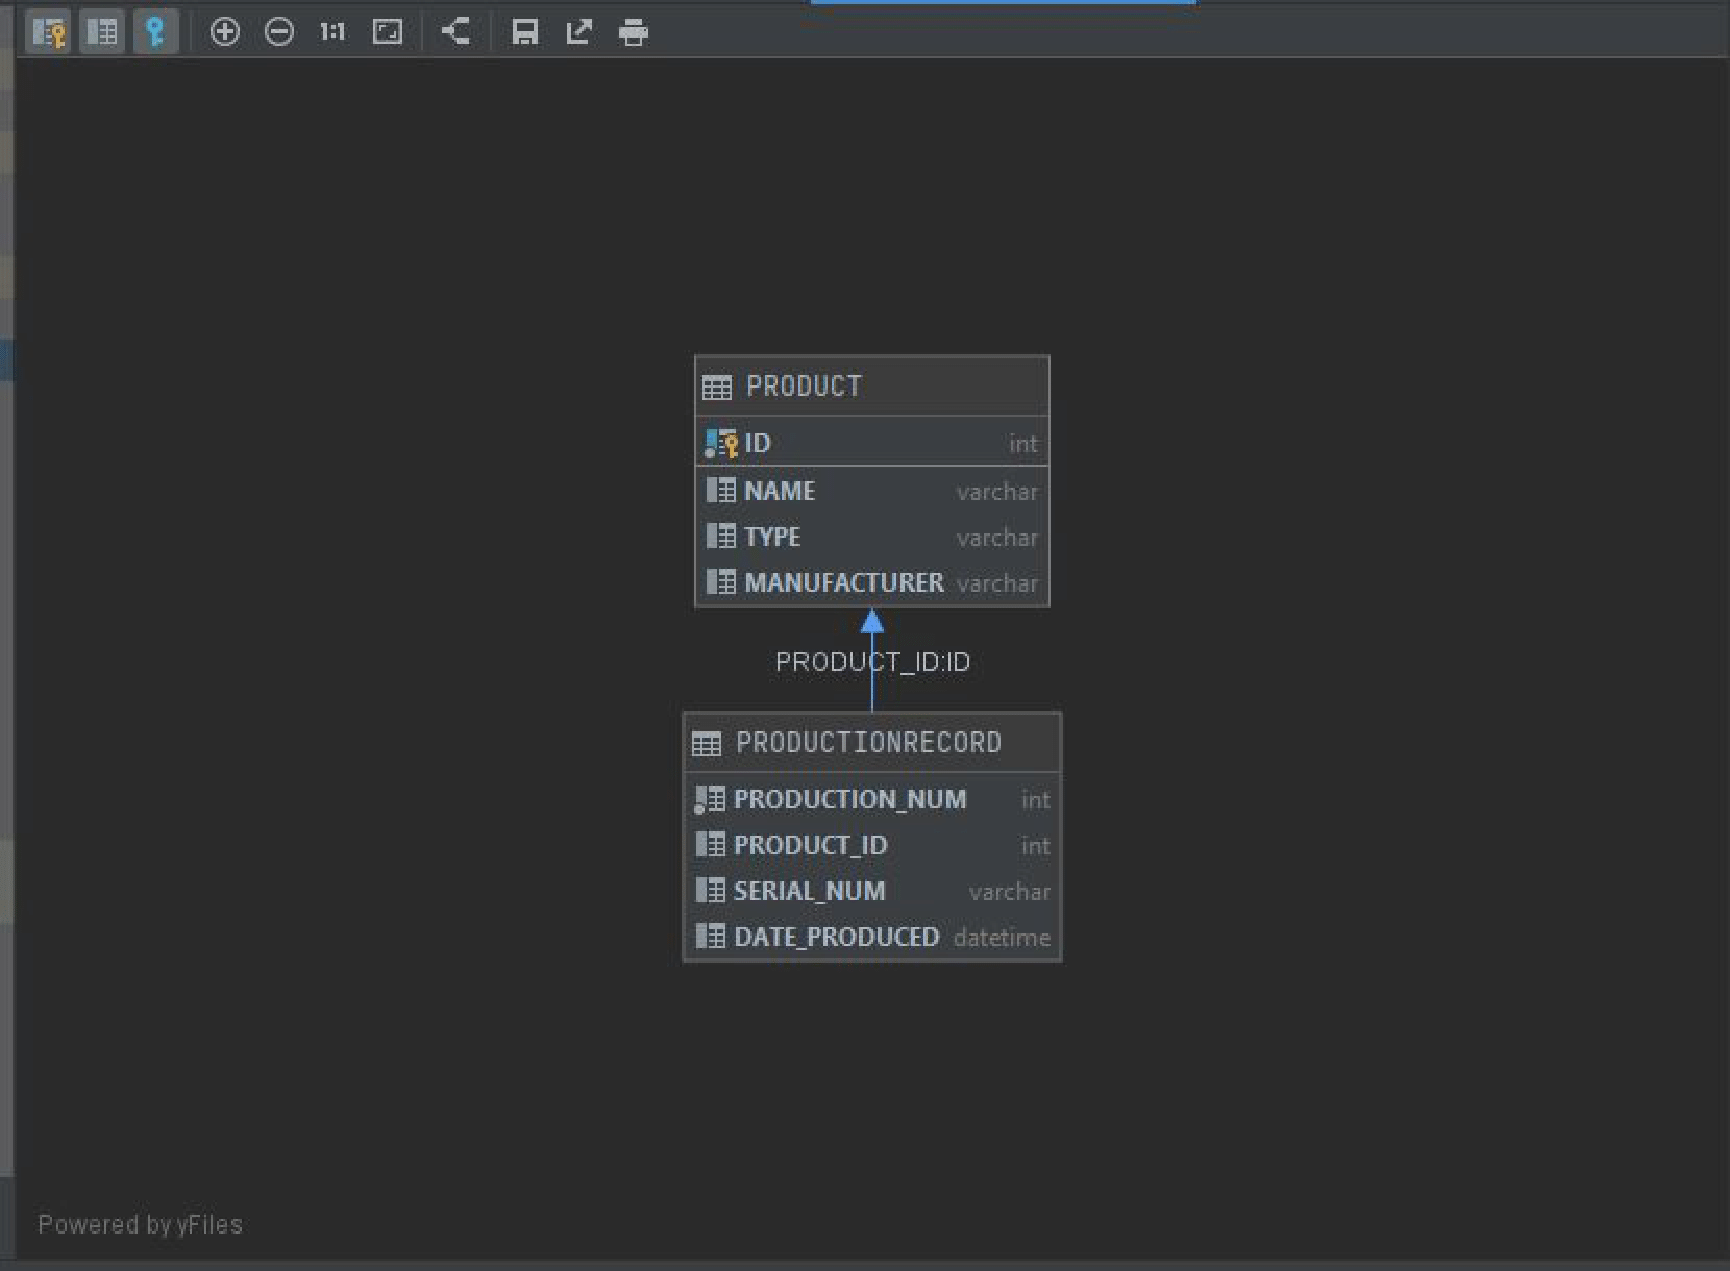 1:1
PRODUCT
ID int
NAME varchar
TYPE varchar
MANUFACTURER varchar
PRODUCT_ID:ID
PRODUCTIONRECORD
PRODUCTION_NUM int
PRODUCT_ID int
SERIAL_NUM varchar
DATE_PRODUCED datetime
Powered by yFiles